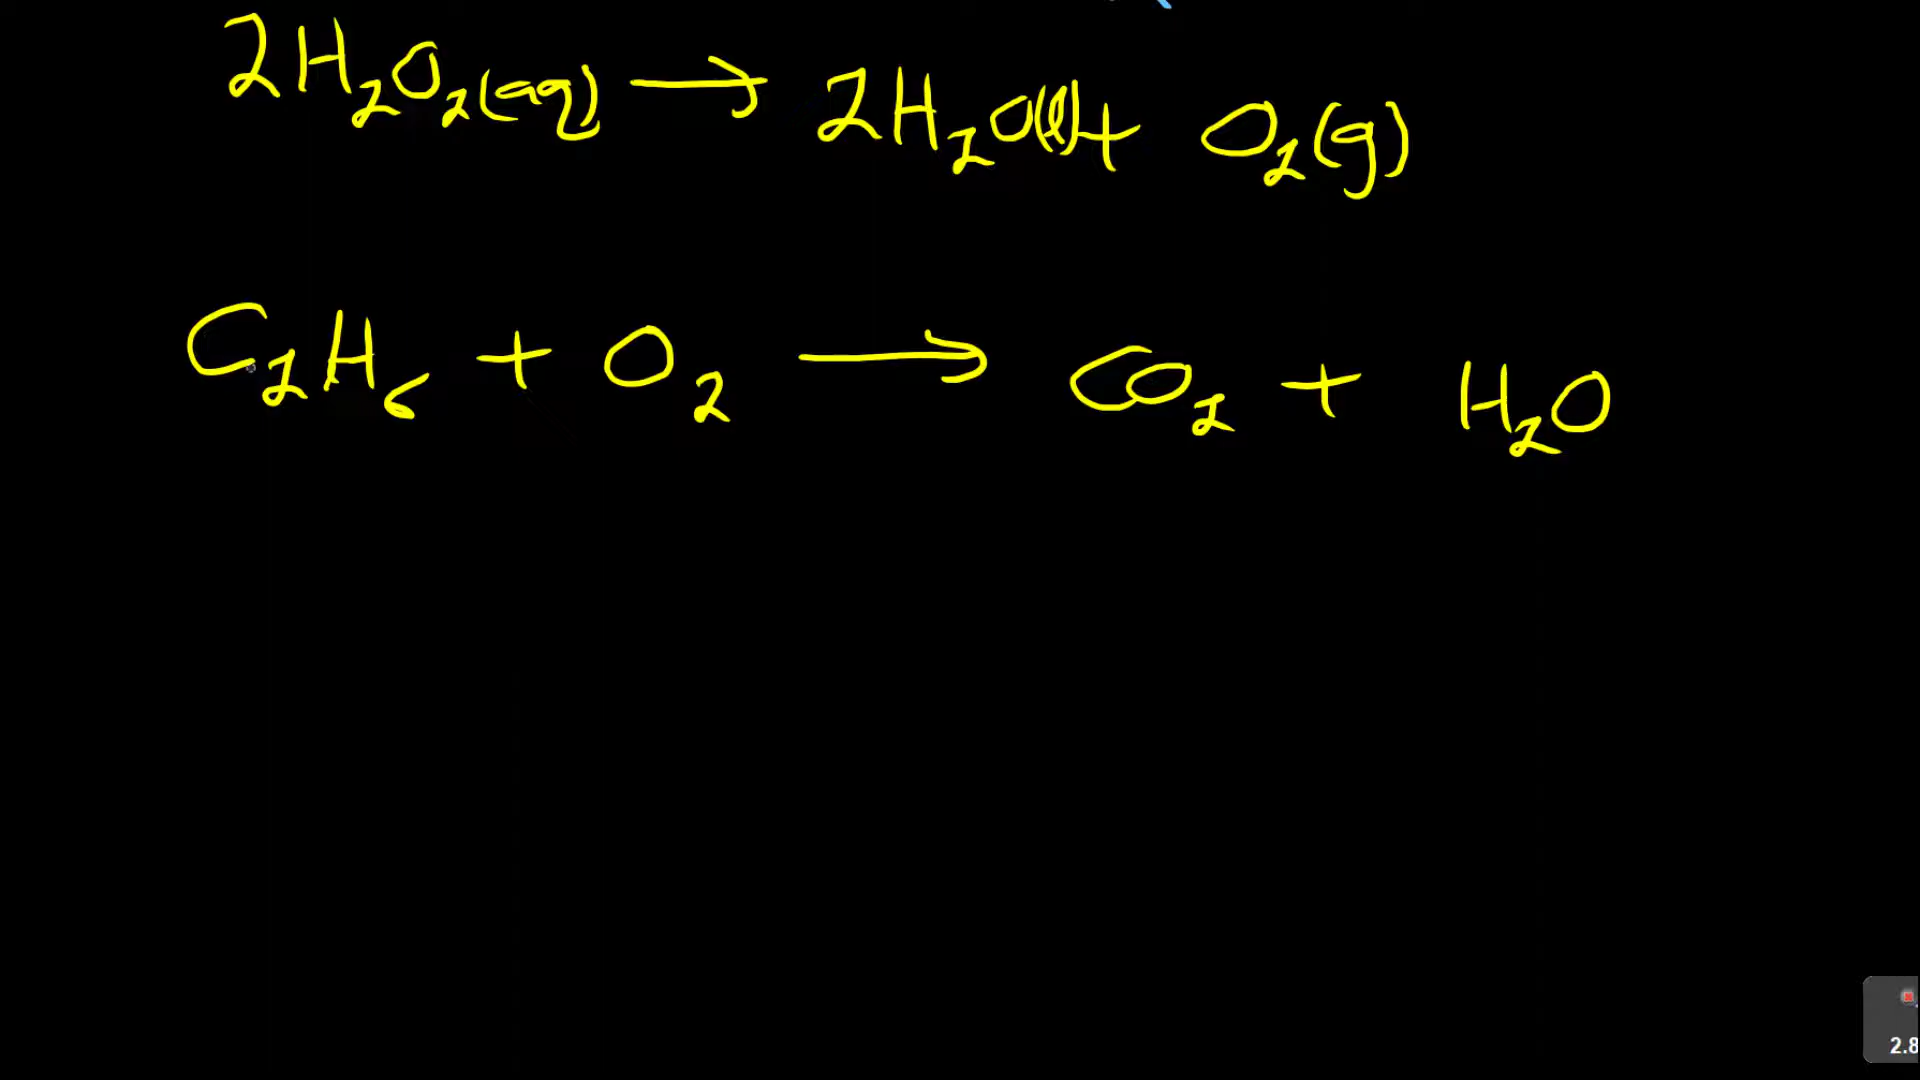 2H₂O₂(aq) → 2H₂O(l) + O₂(g)
C₂H₆ + O₂ → CO₂ + H₂O
2.8